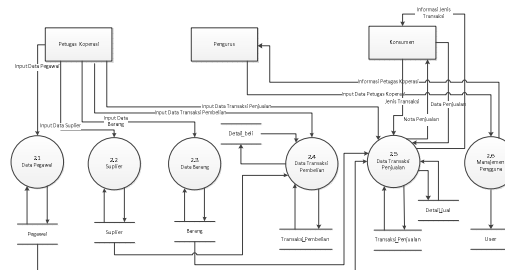 Informasi Jenis
Transaksi
Petugas Koperasi
Pengurus
Konsumen
Input Data Pegawai
Informasi Petugas Koperasi
Input Data Petugas Koperasi
Jenis Transaksi
Data Penjualan
Input Data Transaksi Penjualan
Input Data Transaksi Pembelian
Nota Penjualan
Input Data
Barang
Input Data Suplier
Detail_beli
2.1
Data Pegawai
2.2
Suplier
2.3
Data Barang
2.4
Data Transaksi
Pembelian
2.5
Data Transaksi
Penjualan
2.6
Manajemen
Pengguna
Detail_Jual
Pegawai
Suplier
Barang
Transaksi_Pembelian
Transaksi_Penjualan
User